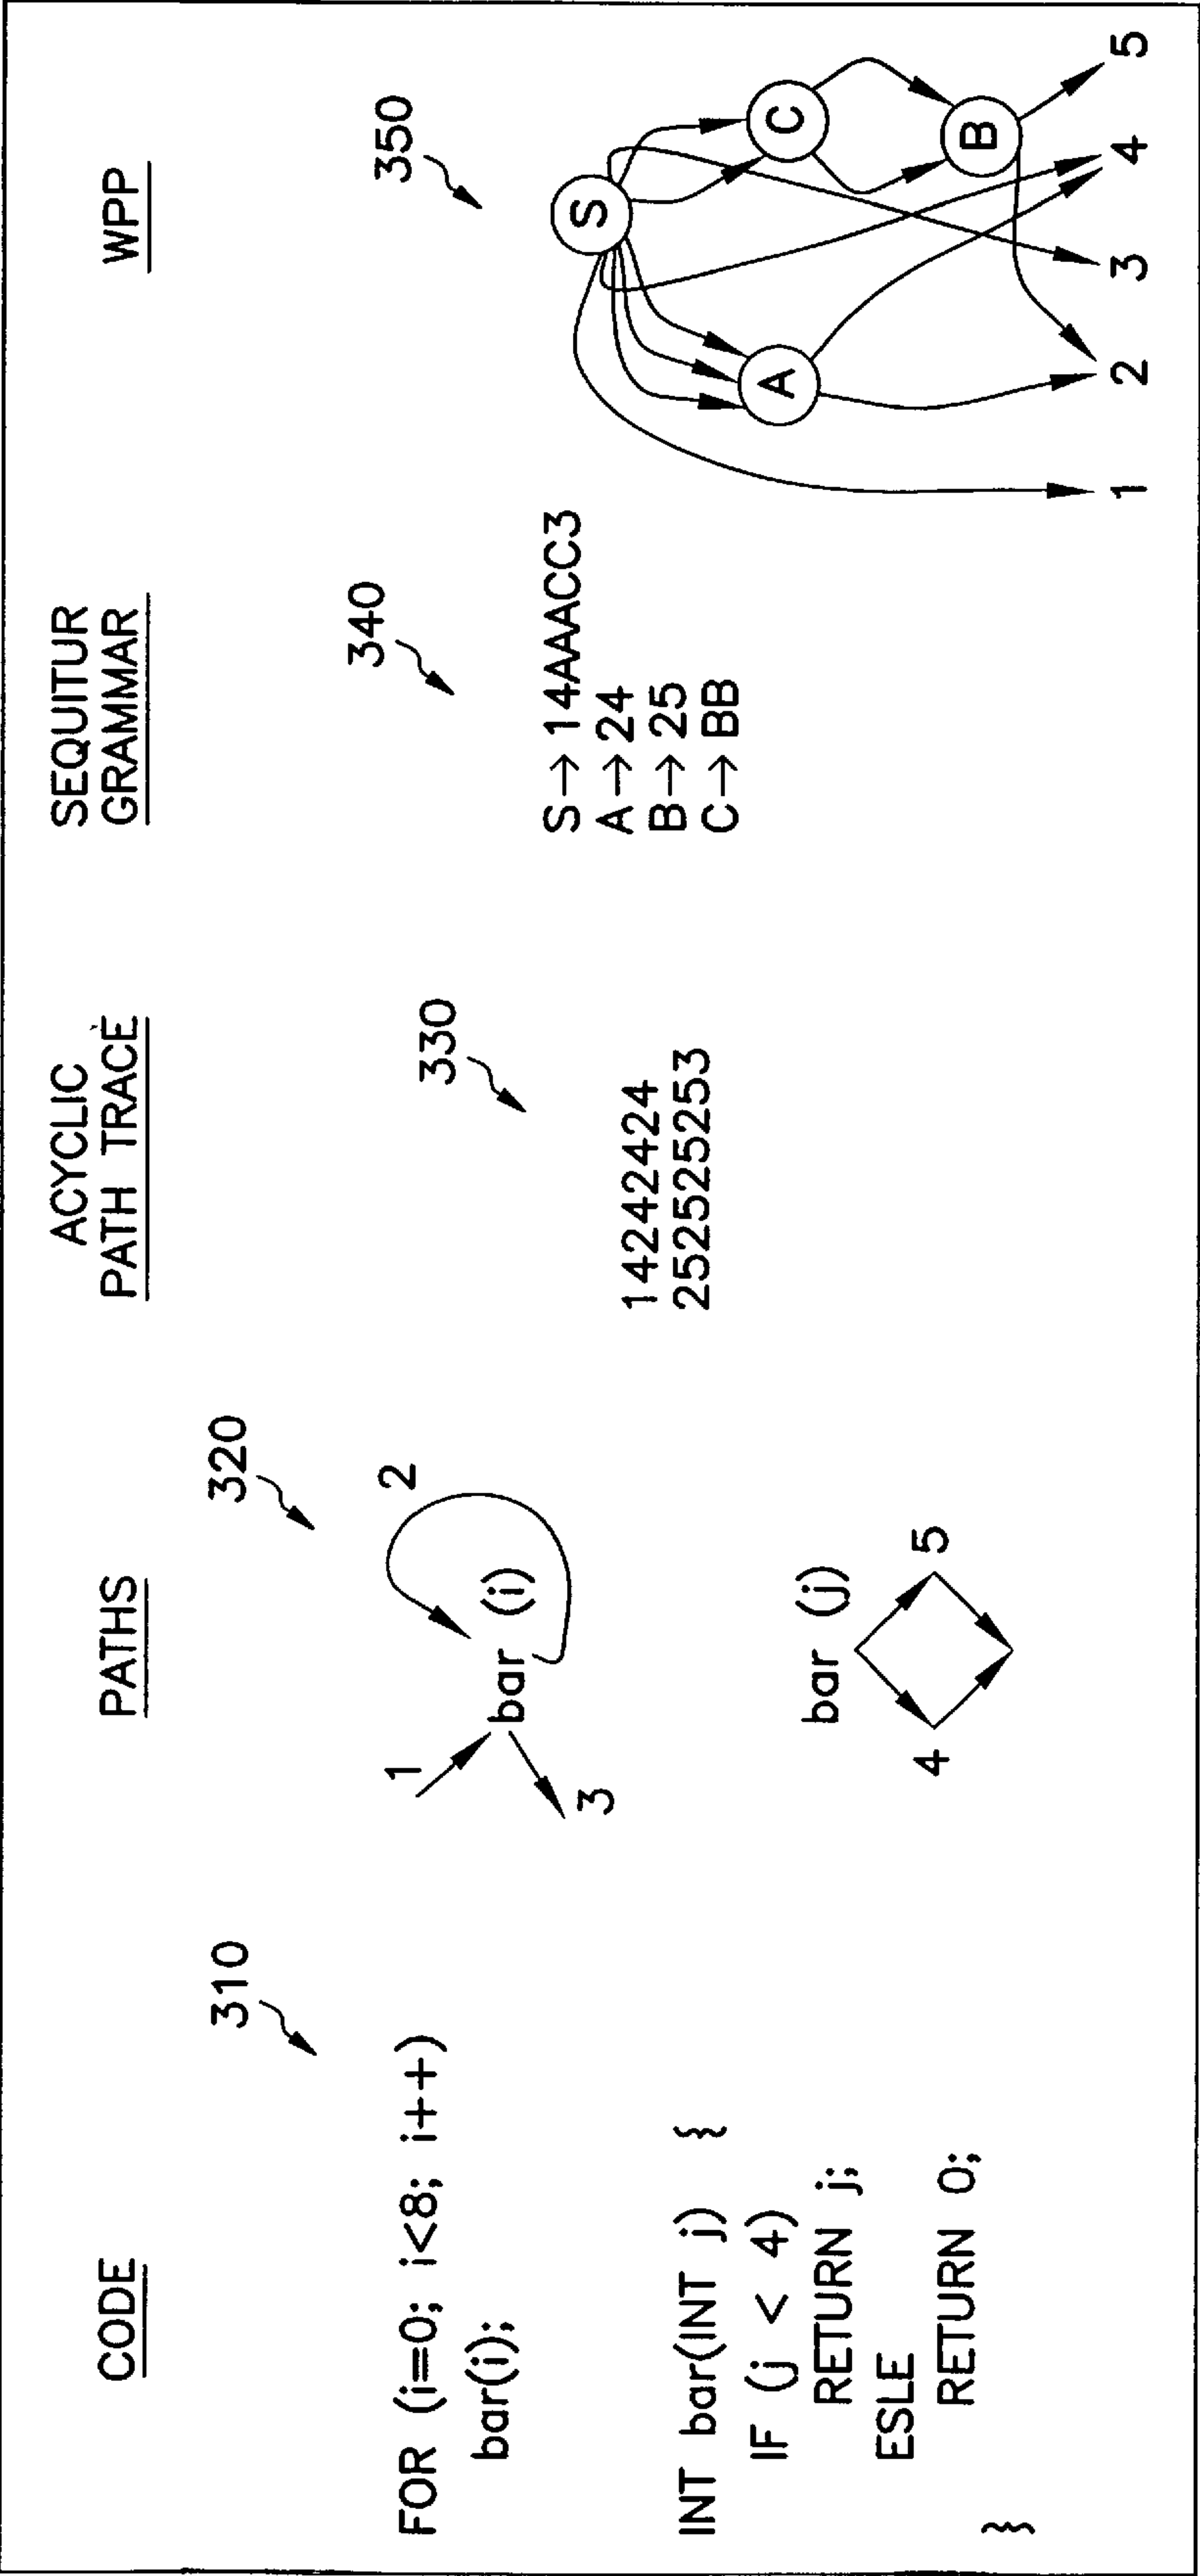 CODE
310
FOR (i=0; i<8; i++)
bar(i);
INT bar(INT j) {
IF (j < 4)
RETURN j;
ESLE
RETURN 0;
}
PATHS
320
1
2
bar (i)
3
bar (j)
4
5
ACYCLIC
PATH TRACE
330
14242424
252525253
SEQUITUR
GRAMMAR
340
S→14AAACC3
A→24
B→25
C→BB
WPP
350
S
C
A
B
1
2
3
4
5